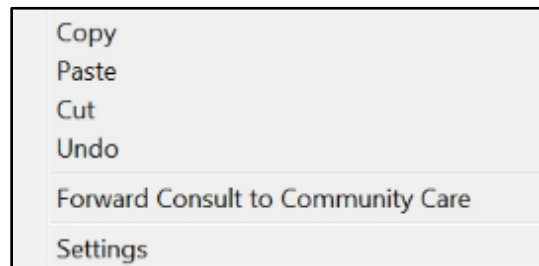 Copy
Paste
Cut
Undo
Forward Consult to Community Care
Settings